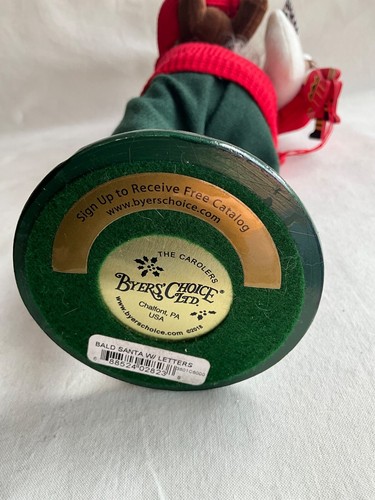 Sign Up to Receive Free Catalog
www.byerschoice.com
THE CAROLERS
BYERS' CHOICE®
LTD.
Chalfont, PA
USA
www.byerschoice.com ©2018
BALD SANTA W/ LETTERS